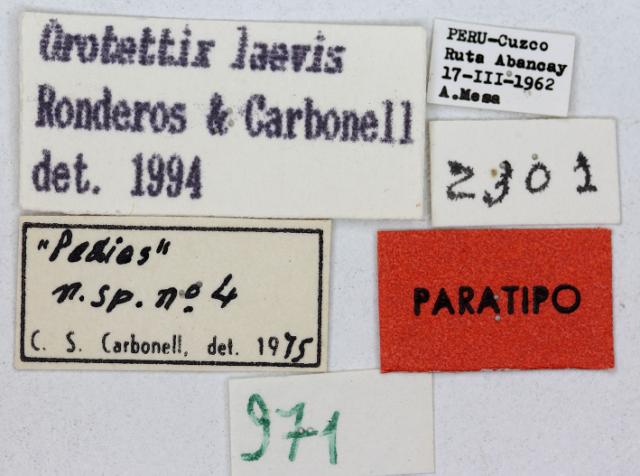 Orotettix laevis
Ronderos & Carbonell
det. 1994
PERU-Cuzco
Ruta Abancay
17-III-1962
A.Mesa
2301
"Pedies"
n.sp. nº 4
C. S. Carbonell, det. 1975
PARATIPO
971